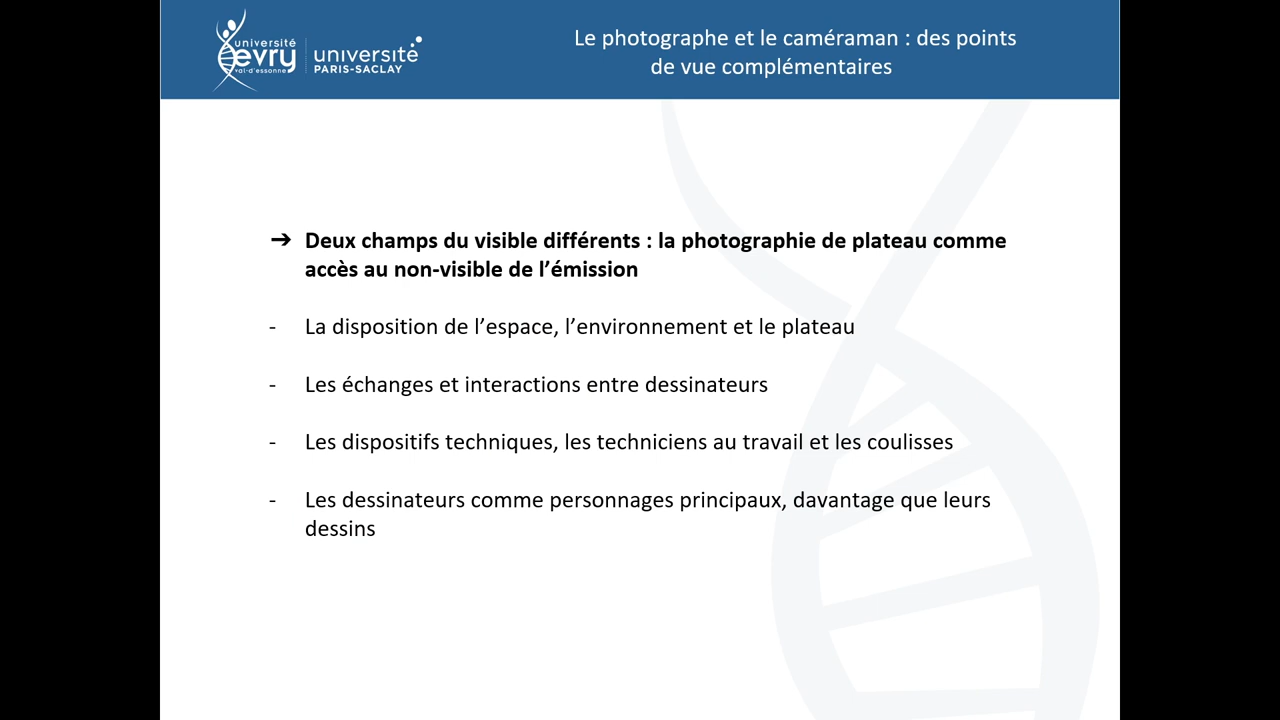 université
evry
val-d'essonne
université
PARIS-SACLAY
Le photographe et le caméraman : des points
de vue complémentaires
➔ Deux champs du visible différents : la photographie de plateau comme
accès au non-visible de l’émission
- La disposition de l’espace, l’environnement et le plateau
- Les échanges et interactions entre dessinateurs
- Les dispositifs techniques, les techniciens au travail et les coulisses
- Les dessinateurs comme personnages principaux, davantage que leurs
dessins